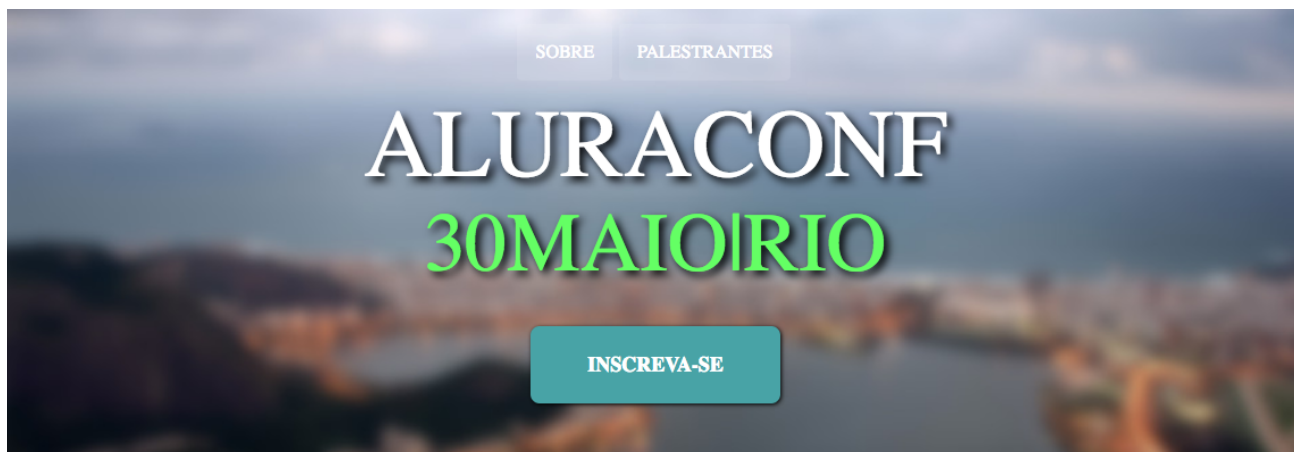 SOBRE PALESTRANTES
ALURACONF
30MAIO|RIO
INSCREVA-SE